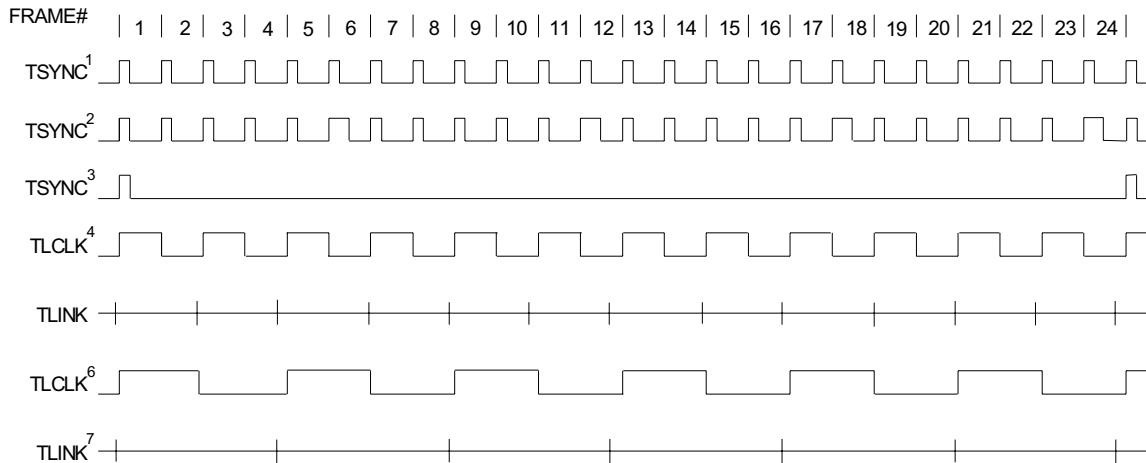 FRAME# 1 2 3 4 5 6 7 8 9 10 11 12 13 14 15 16 17 18 19 20 21 22 23 24
TSYNC1
TSYNC2
TSYNC3
TLCLK4
TLINK
TLCLK6
TLINK7